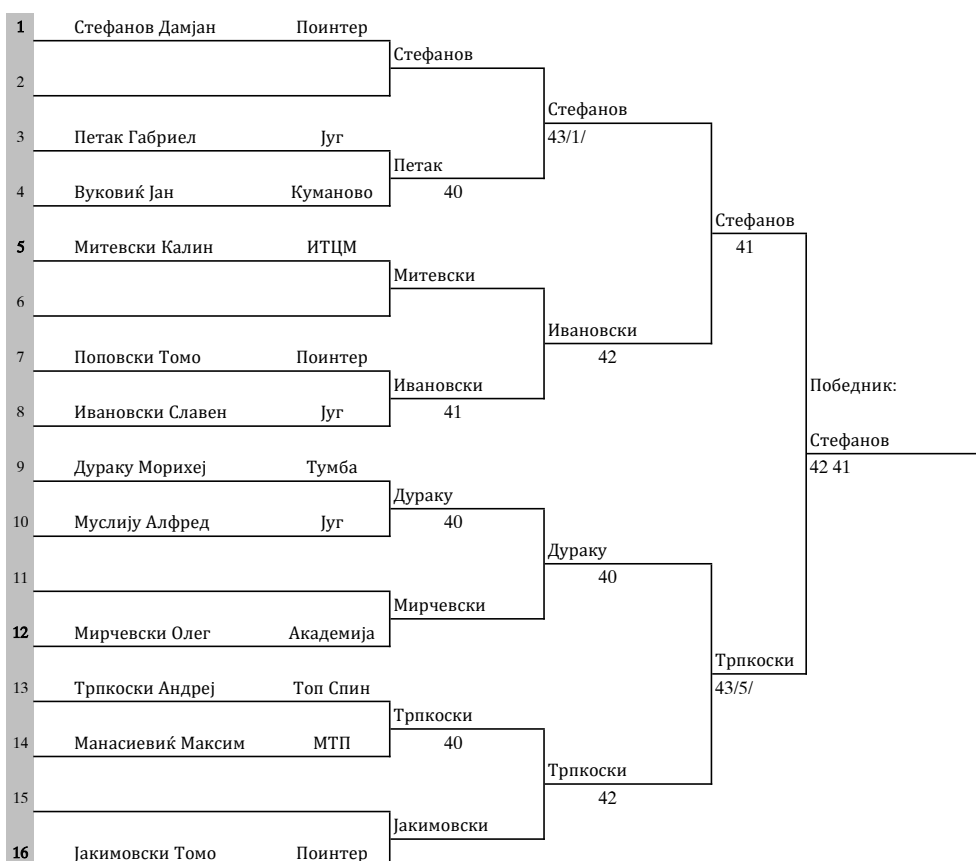 1 Стефанов Дамјан Поинтер
Стефанов
2
Стефанов
3 Петак Габриел Југ
43/1/
Петак
4 Вуковиќ Јан Куманово
40
Стефанов
5 Митевски Калин ИТЦМ
41
Митевски
6
Ивановски
7 Поповски Томо Поинтер
42
Ивановски
Победник:
8 Ивановски Славен Југ
41
Стефанов
9 Дураку Морихеј Тумба
42 41
Дураку
10 Муслију Алфред Југ
40
Дураку
11
40
Мирчевски
12 Мирчевски Олег Академија
Трпкоски
13 Трпкоски Андреј Топ Спин
43/5/
Трпкоски
14 Манасиевиќ Максим МТП
40
Трпкоски
15
42
Јакимовски
16 Јакимовски Томо Поинтер